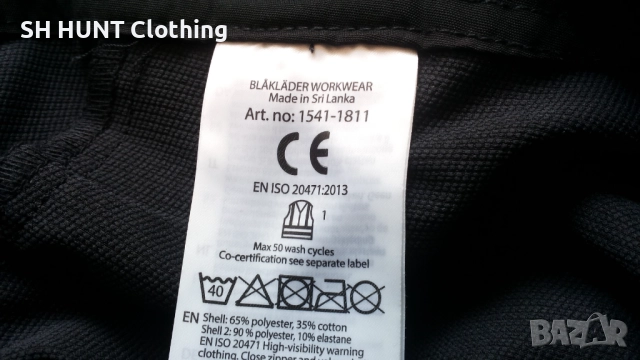 SH HUNT Clothing
BLÅKLÄDER WORKWEAR
Made in Sri Lanka
Art. no: 1541-1811
CE
EN ISO 20471:2013
1
Max 50 wash cycles
Co-certification see separate label
40
EN Shell: 65% polyester, 35% cotton
Shell 2: 90 % polyester, 10% elastane
EN ISO 20471 High-visibility warning
clothing. Close zipper and
BAZAR